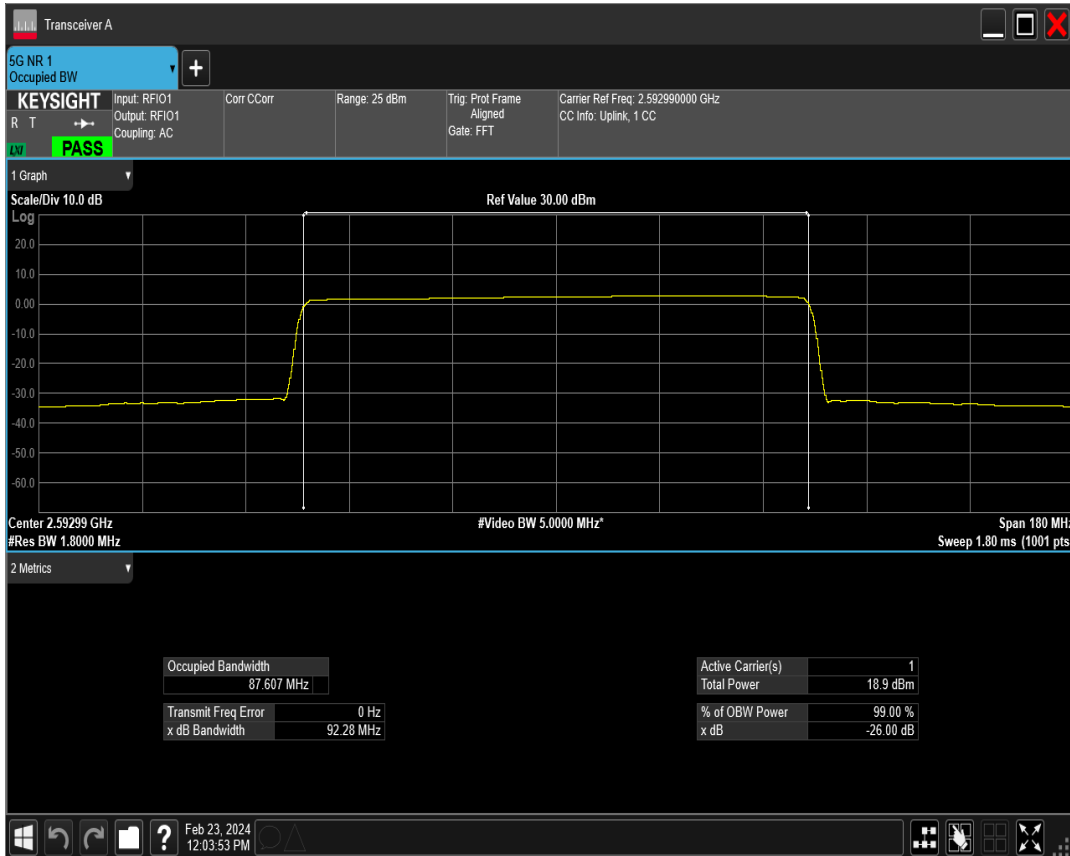 Transceiver A
5G NR 1
Occupied BW
+
KEYSIGHT
R T
LXI
PASS
Input: RFIO1
Output: RFIO1
Coupling: AC
Corr CCorr
Range: 25 dBm
Trig: Prot Frame
Aligned
Gate: FFT
Carrier Ref Freq: 2.592990000 GHz
CC Info: Uplink, 1 CC
1 Graph
Scale/Div 10.0 dB
Ref Value 30.00 dBm
Log
20.0
10.0
0.00
-10.0
-20.0
-30.0
-40.0
-50.0
-60.0
Center 2.59299 GHz
#Video BW 5.0000 MHz*
Span 180 MHz
#Res BW 1.8000 MHz
Sweep 1.80 ms (1001 pts
2 Metrics
Occupied Bandwidth
87.607 MHz
Transmit Freq Error 0 Hz
x dB Bandwidth 92.28 MHz
Active Carrier(s) 1
Total Power 18.9 dBm
% of OBW Power 99.00 %
x dB -26.00 dB
?
Feb 23, 2024
12:03:53 PM